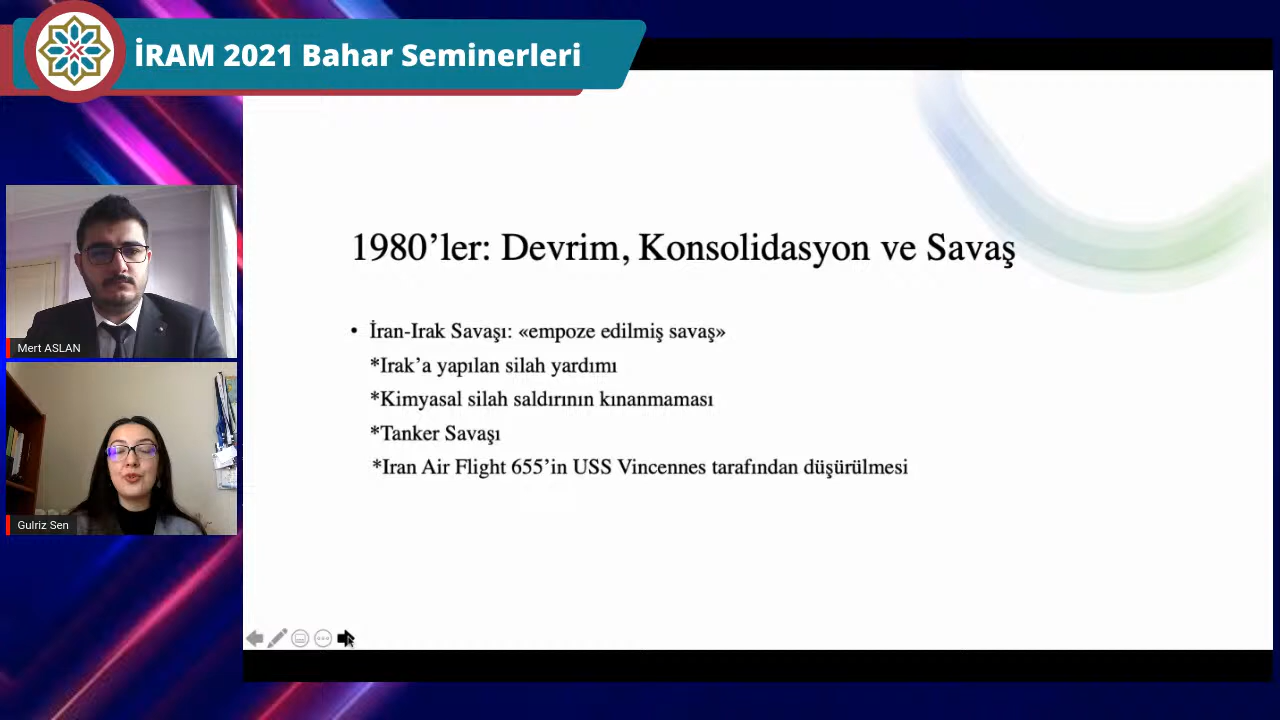 İRAM 2021 Bahar Seminerleri
Mert ASLAN
Gulriz Sen
1980’ler: Devrim, Konsolidasyon ve Savaş
• İran-Irak Savaşı: «empoze edilmiş savaş»
*Irak’a yapılan silah yardımı
*Kimyasal silah saldırının kınanmaması
*Tanker Savaşı
*Iran Air Flight 655’in USS Vincennes tarafından düşürülmesi